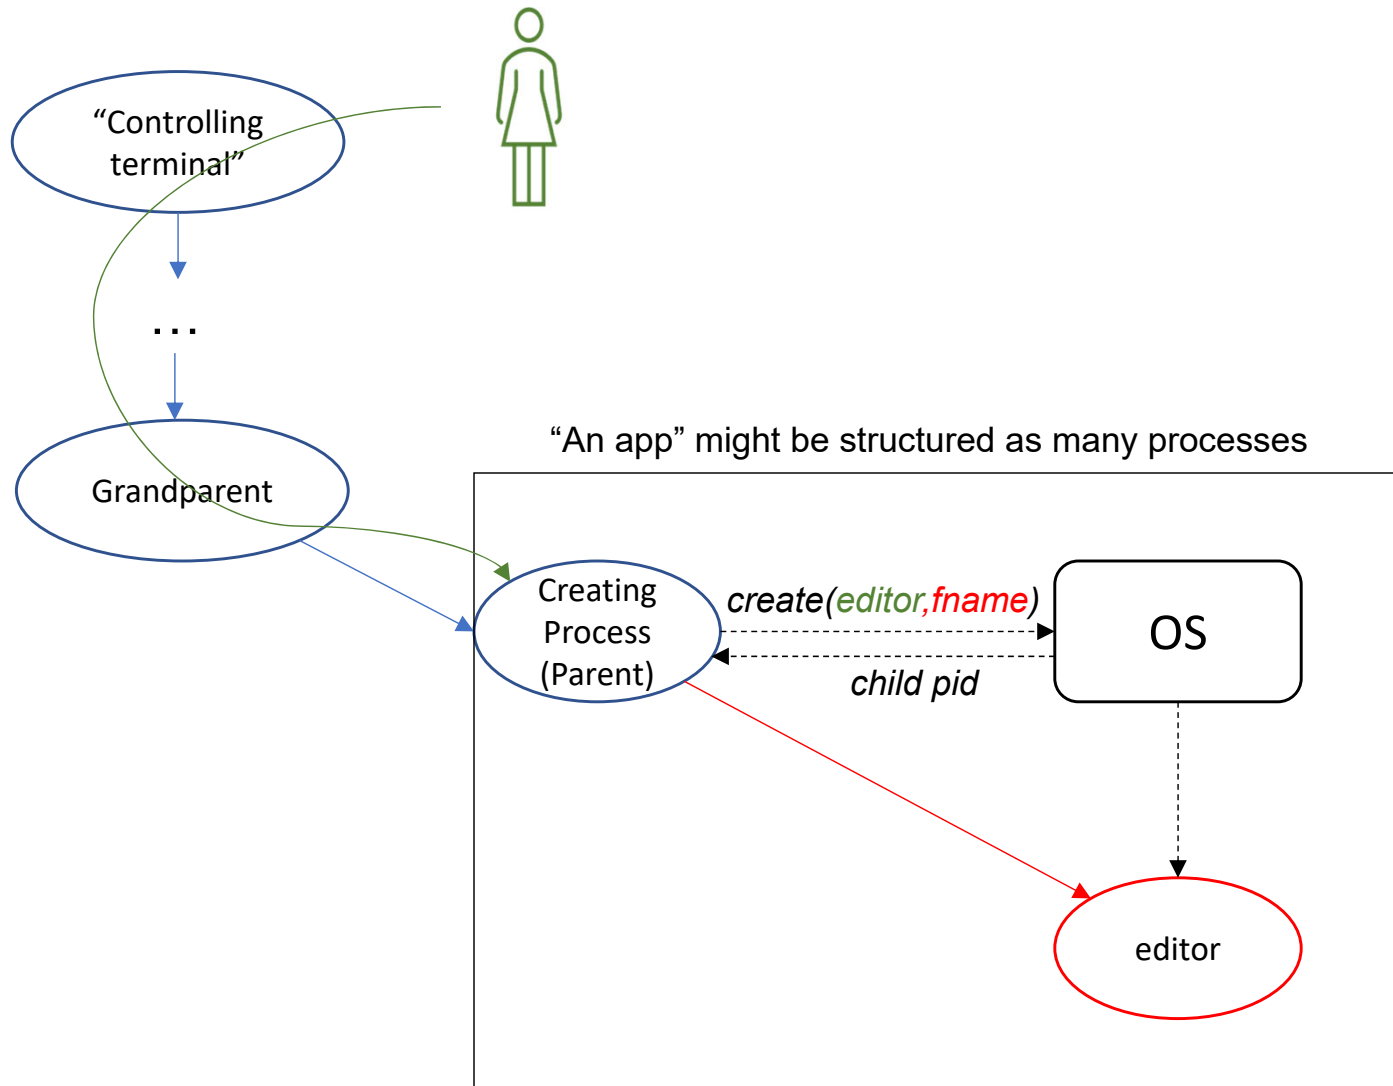 “Controlling
terminal”
…
Grandparent
“An app” might be structured as many processes
Creating
Process
(Parent)
create(editor,fname)
child pid
OS
editor